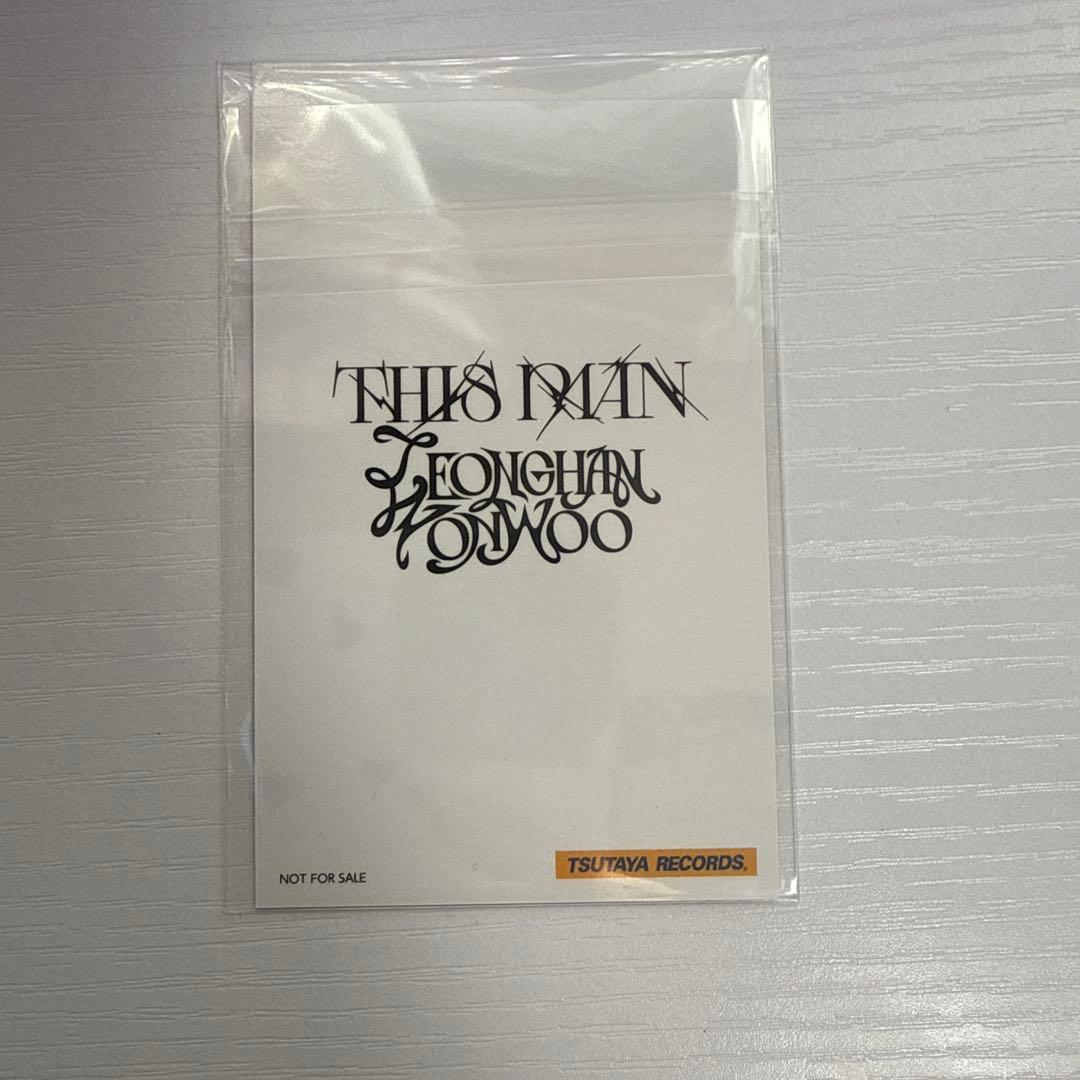 THIS MAN
JEONGHAN
WONWOO
NOT FOR SALE
TSUTAYA RECORDS.